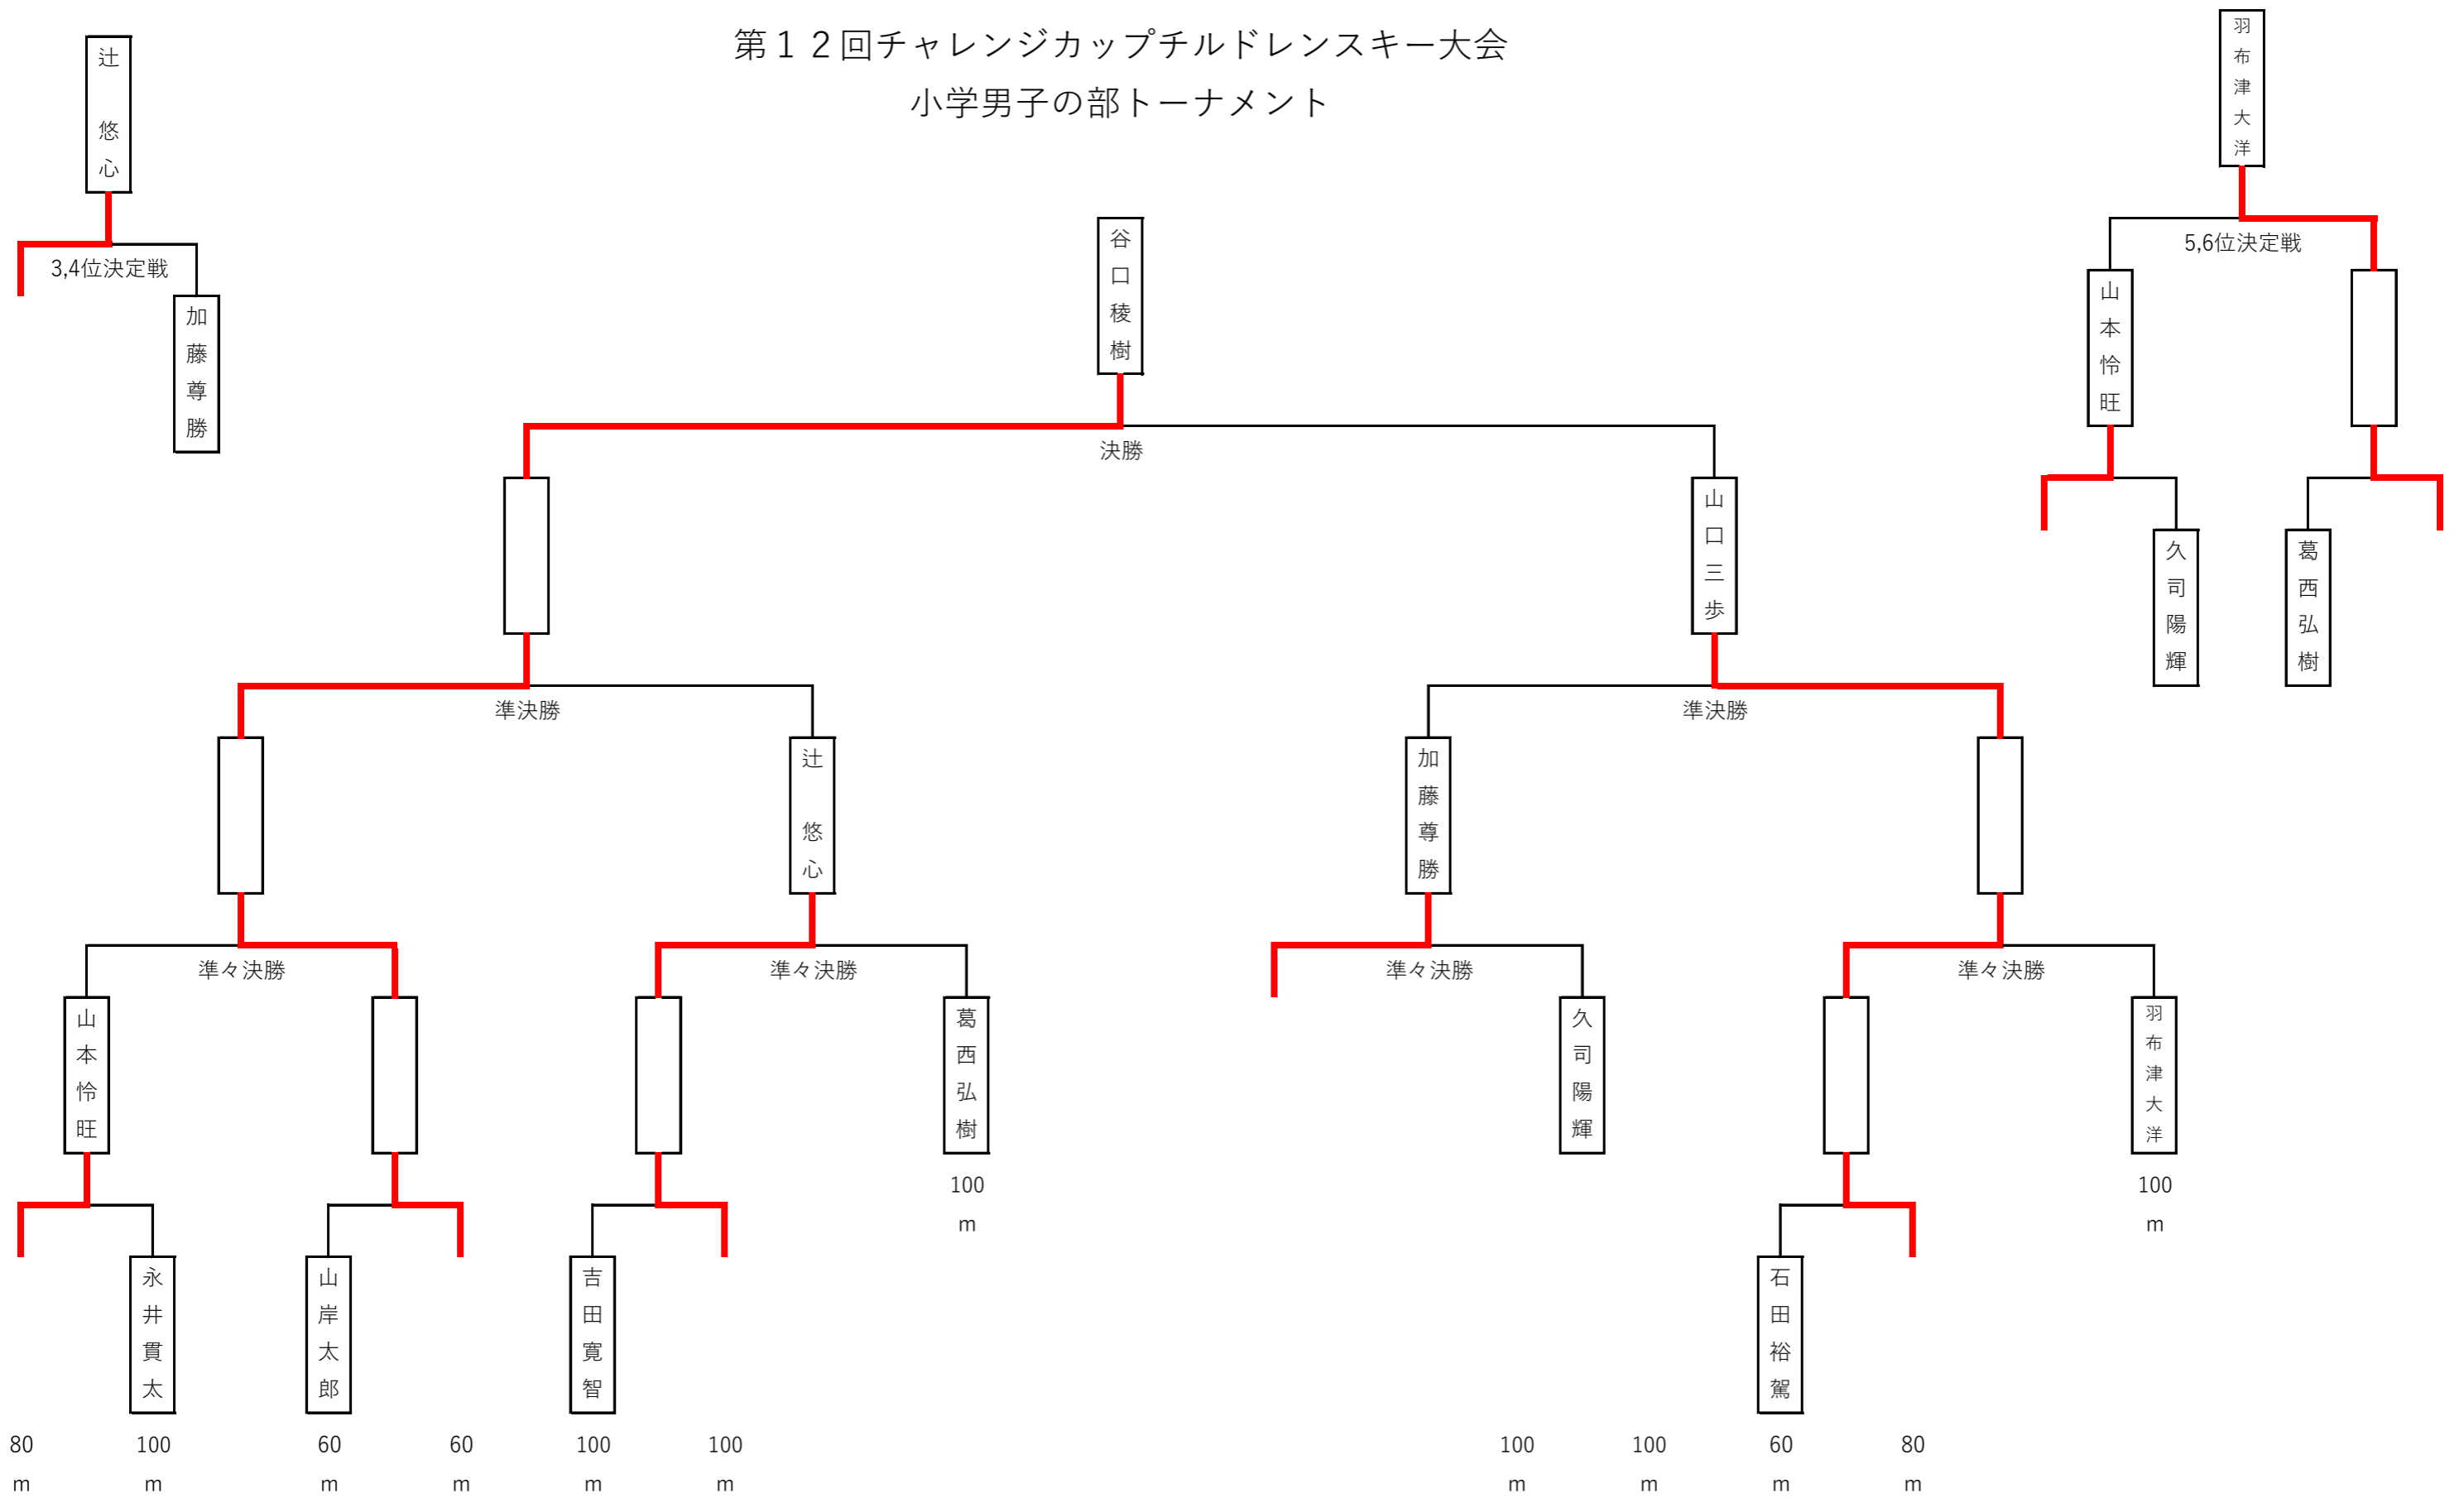 第１２回チャレンジカップチルドレンスキー大会
小学男子の部トーナメント
辻　悠心
羽布津大洋
3,4位決定戦
加藤尊勝
谷口稜樹
5,6位決定戦
山本怜旺
決勝
山口三歩
久司陽輝
葛西弘樹
準決勝
準決勝
辻　悠心
加藤尊勝
準々決勝
準々決勝
準々決勝
準々決勝
山本怜旺
葛西弘樹
久司陽輝
羽布津大洋
100
m
100
m
永井貫太
山岸太郎
吉田寛智
石田裕駕
80
m
100
m
60
m
60
m
100
m
100
m
100
m
100
m
60
m
80
m